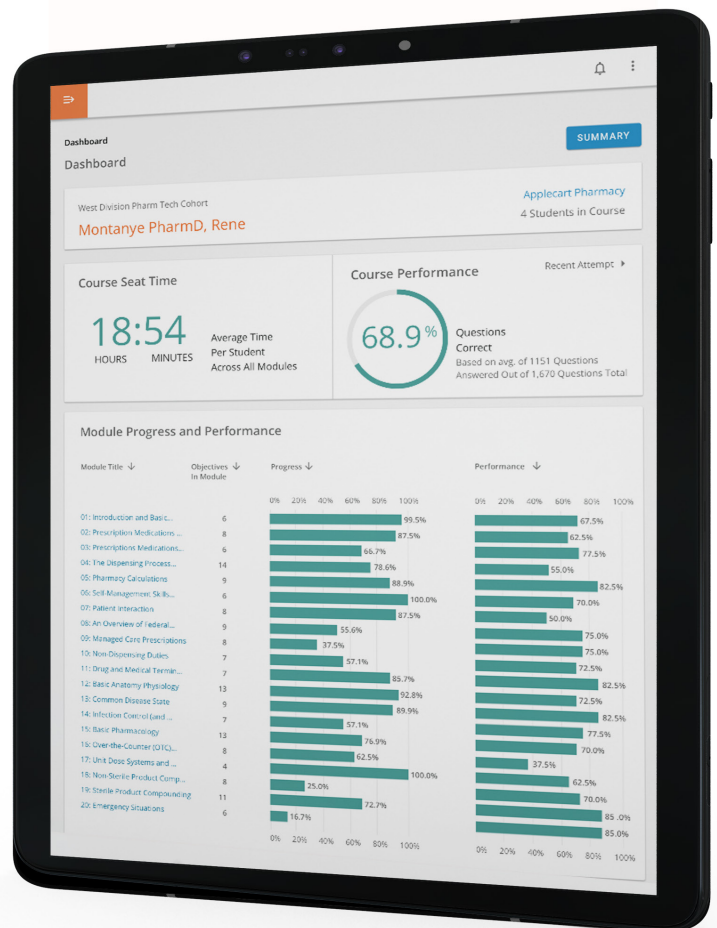 Dashboard
SUMMARY
Dashboard
West Division Pharm Tech Cohort
Montanye PharmD, Rene
Applecart Pharmacy
4 Students in Course
Course Seat Time
18:54
HOURS MINUTES
Average Time
Per Student
Across All Modules
Course Performance
Recent Attempt
68.9%
Questions
Correct
Based on avg. of 1151 Questions
Answered Out of 1,670 Questions Total
Module Progress and Performance
Module Title Objectives In Module Progress Performance
0% 20% 40% 60% 80% 100% 0% 20% 40% 60% 80% 100%
01: Introduction and Basic... 6 99.5% 67.5%
02: Prescription Medications ... 8 87.5% 62.5%
03: Prescriptions Medications... 6 66.7% 77.5%
04: The Dispensing Process... 14 78.6% 55.0%
05: Pharmacy Calculations 9 88.9% 82.5%
06: Self-Management Skills... 6 100.0% 70.0%
07: Patient Interaction 8 87.5% 50.0%
08: An Overview of Federal... 9 55.6% 75.0%
09: Managed Care Prescriptions 8 37.5% 75.0%
10: Non-Dispensing Duties 7 57.1% 72.5%
11: Drug and Medical Termin... 7 85.7% 82.5%
12: Basic Anatomy Physiology 13 92.8% 72.5%
13: Common Disease State 9 89.9% 82.5%
14: Infection Control (and ... 7 57.1% 77.5%
15: Basic Pharmacology 13 76.9% 70.0%
16: Over-the-Counter (OTC)... 8 62.5% 37.5%
17: Unit Dose Systems and ... 4 100.0% 62.5%
18: Non-Sterile Product Comp... 8 25.0% 70.0%
19: Sterile Product Compounding 11 72.7% 85 .0%
20: Emergency Situations 6 16.7% 85.0%
0% 20% 40% 60% 80% 100% 0% 20% 40% 60% 80% 100%